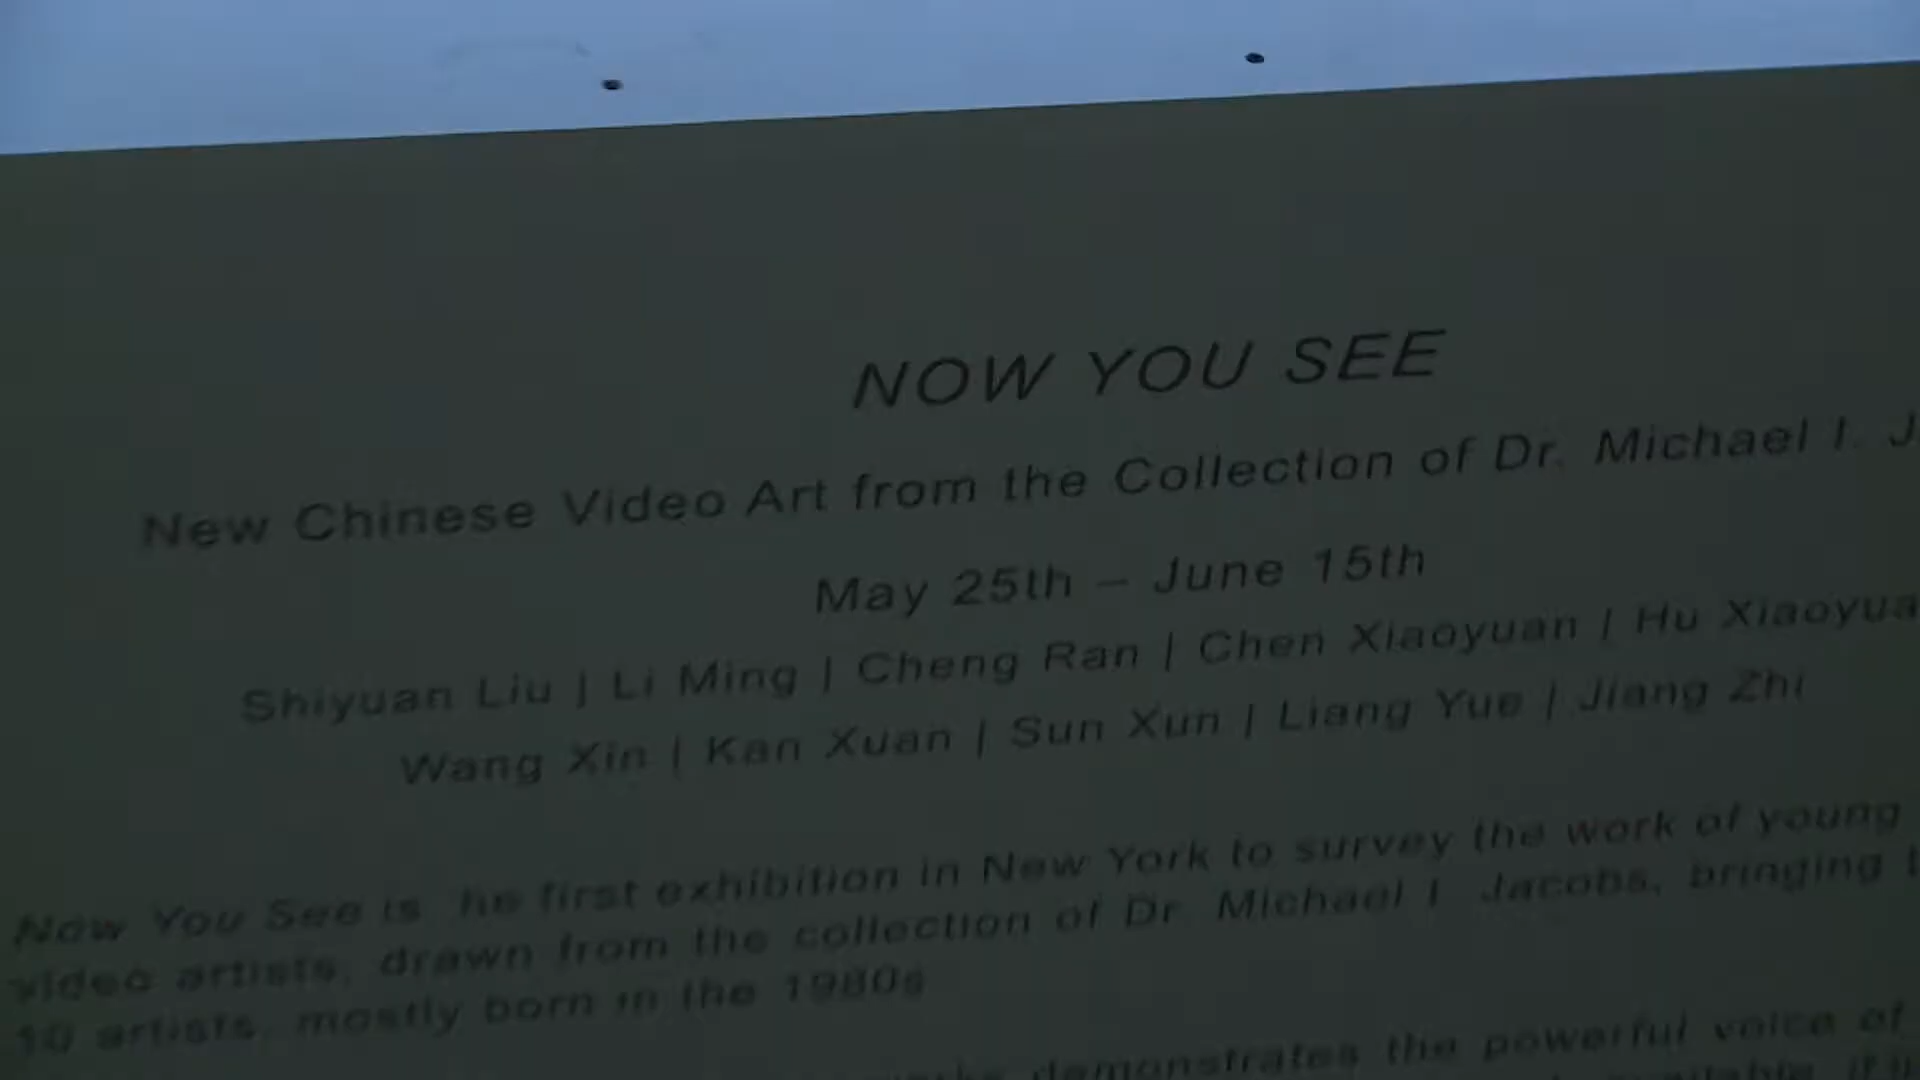 NOW YOU SEE
New Chinese Video Art from the Collection of Dr. Michael I. J
May 25th – June 15th
Shiyuan Liu | Li Ming | Cheng Ran | Chen Xiaoyuan | Hu Xiaoyua
Wang Xin | Kan Xuan | Sun Xun | Liang Yue | Jiang Zhi
Now You See is he first exhibition in New York to survey the work of young
video artists, drawn from the collection of Dr Michael I Jacobs, bringing
10 artists, mostly born in the 1980s
demonstrates the powerful voice of